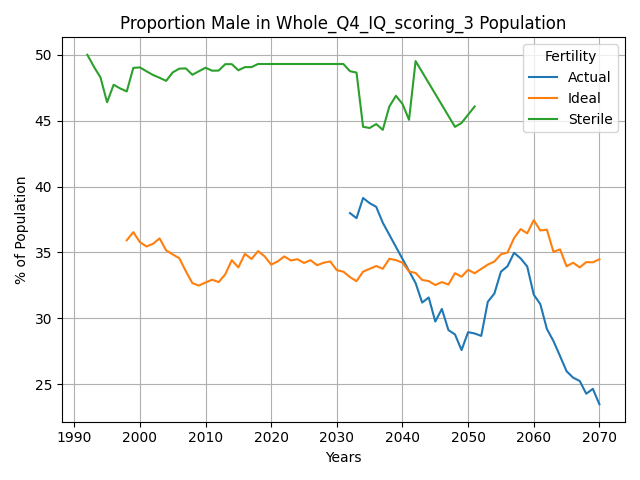 Proportion Male in Whole_Q4_IQ_scoring_3 Population
Fertility
Actual
Ideal
Sterile
% of Population
50
45
40
35
30
25
1990
2000
2010
2020
2030
2040
2050
2060
2070
Years